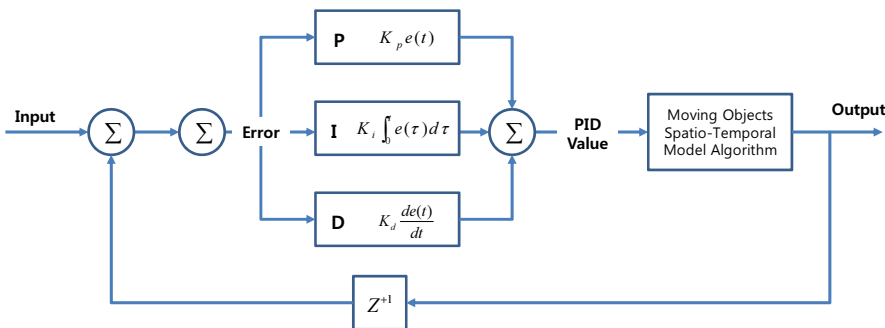 Input
∑
∑
Error
P K_p e(t)
I K_i ∫_0^τ e(τ)dτ
D K_d de(t)/dt
∑
PID
Value
Moving Objects
Spatio-Temporal
Model Algorithm
Output
Z^{+1}